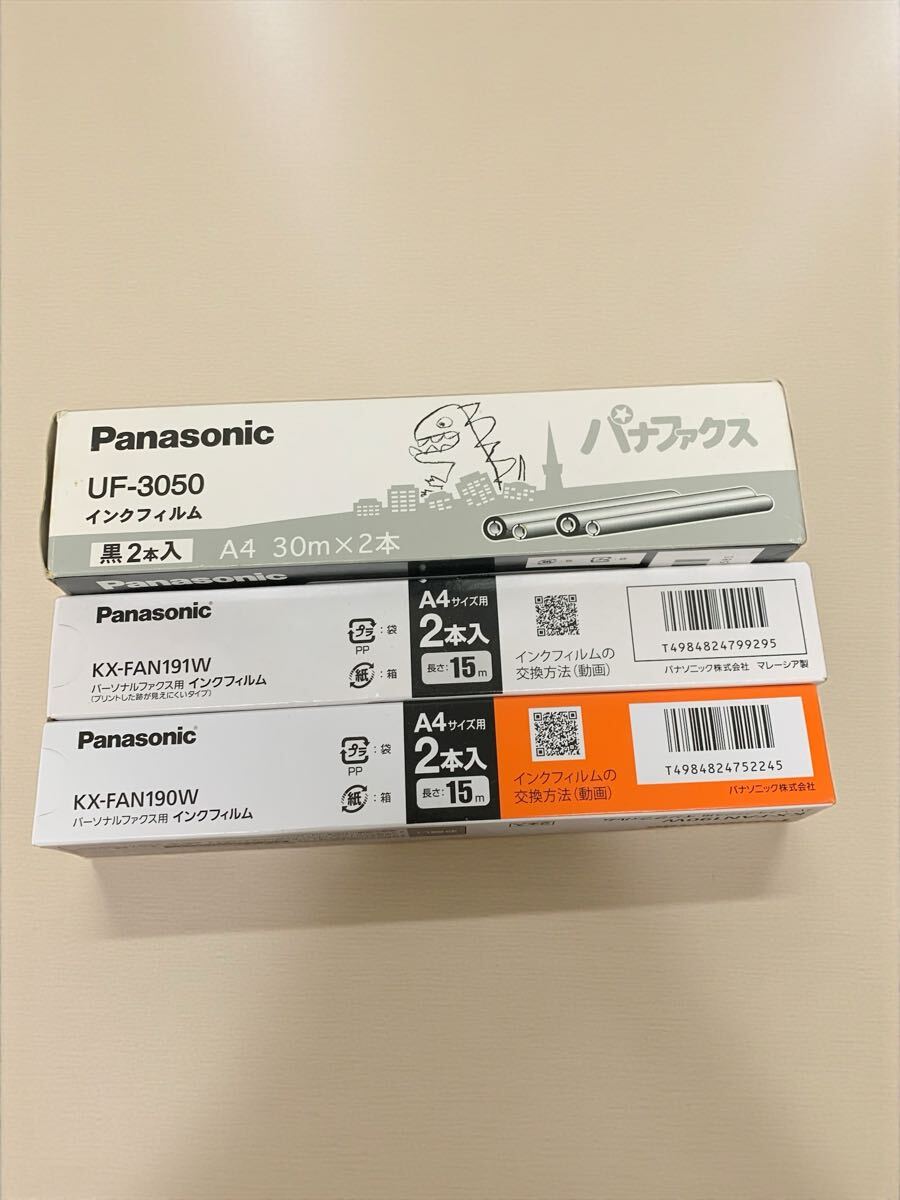 Panasonic
パナファクス
UF-3050
インクフィルム
黒2本入
A4 30m×2本
Panasonic
Panasonic
KX-FAN191W
パーソナルファクス用 インクフィルム
(プリントした跡が見えにくいタイプ)
プラ :袋
PP
紙 :箱
A4サイズ用
2本入
長さ:15m
インクフィルムの
交換方法(動画)
T4984824799295
パナソニック株式会社 マレーシア製
Panasonic
KX-FAN190W
パーソナルファクス用 インクフィルム
プラ :袋
PP
紙 :箱
A4サイズ用
2本入
長さ:15m
インクフィルムの
交換方法(動画)
T4984824752245
パナソニック株式会社
KX-FAN190W